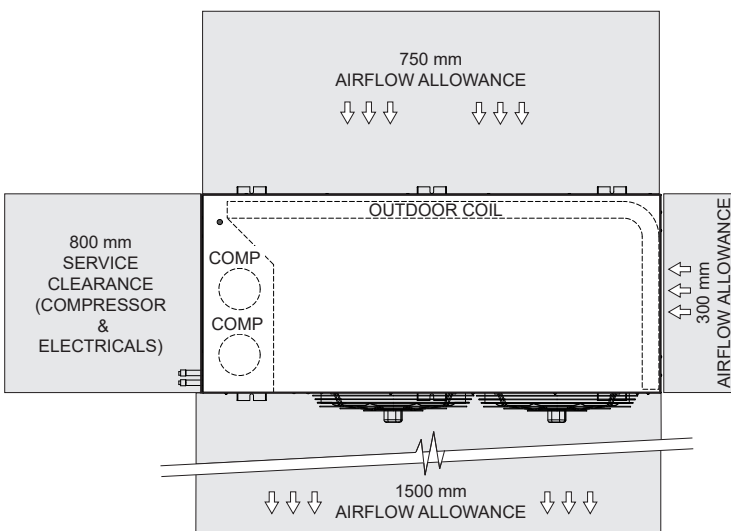 750 mm
AIRFLOW ALLOWANCE
OUTDOOR COIL
800 mm
SERVICE
CLEARANCE
(COMPRESSOR
&
ELECTRICALS)
COMP
COMP
300 mm
AIRFLOW ALLOWANCE
1500 mm
AIRFLOW ALLOWANCE